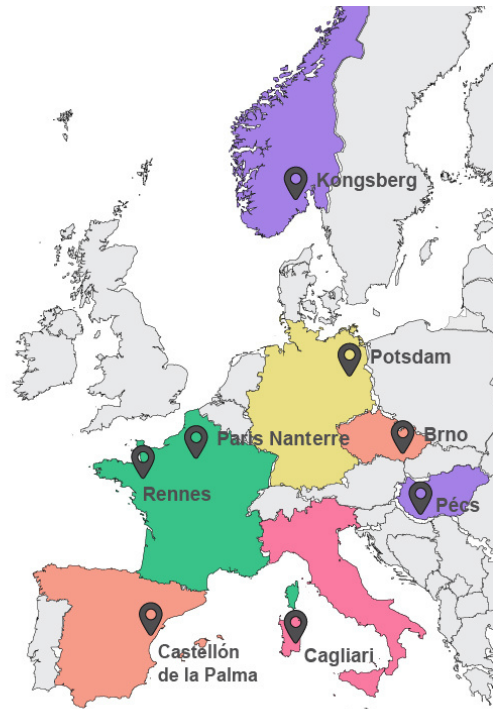 Kongsberg
Potsdam
Paris Nanterre
Brno
Rennes
Pécs
Castellón
de la Palma
Cagliari